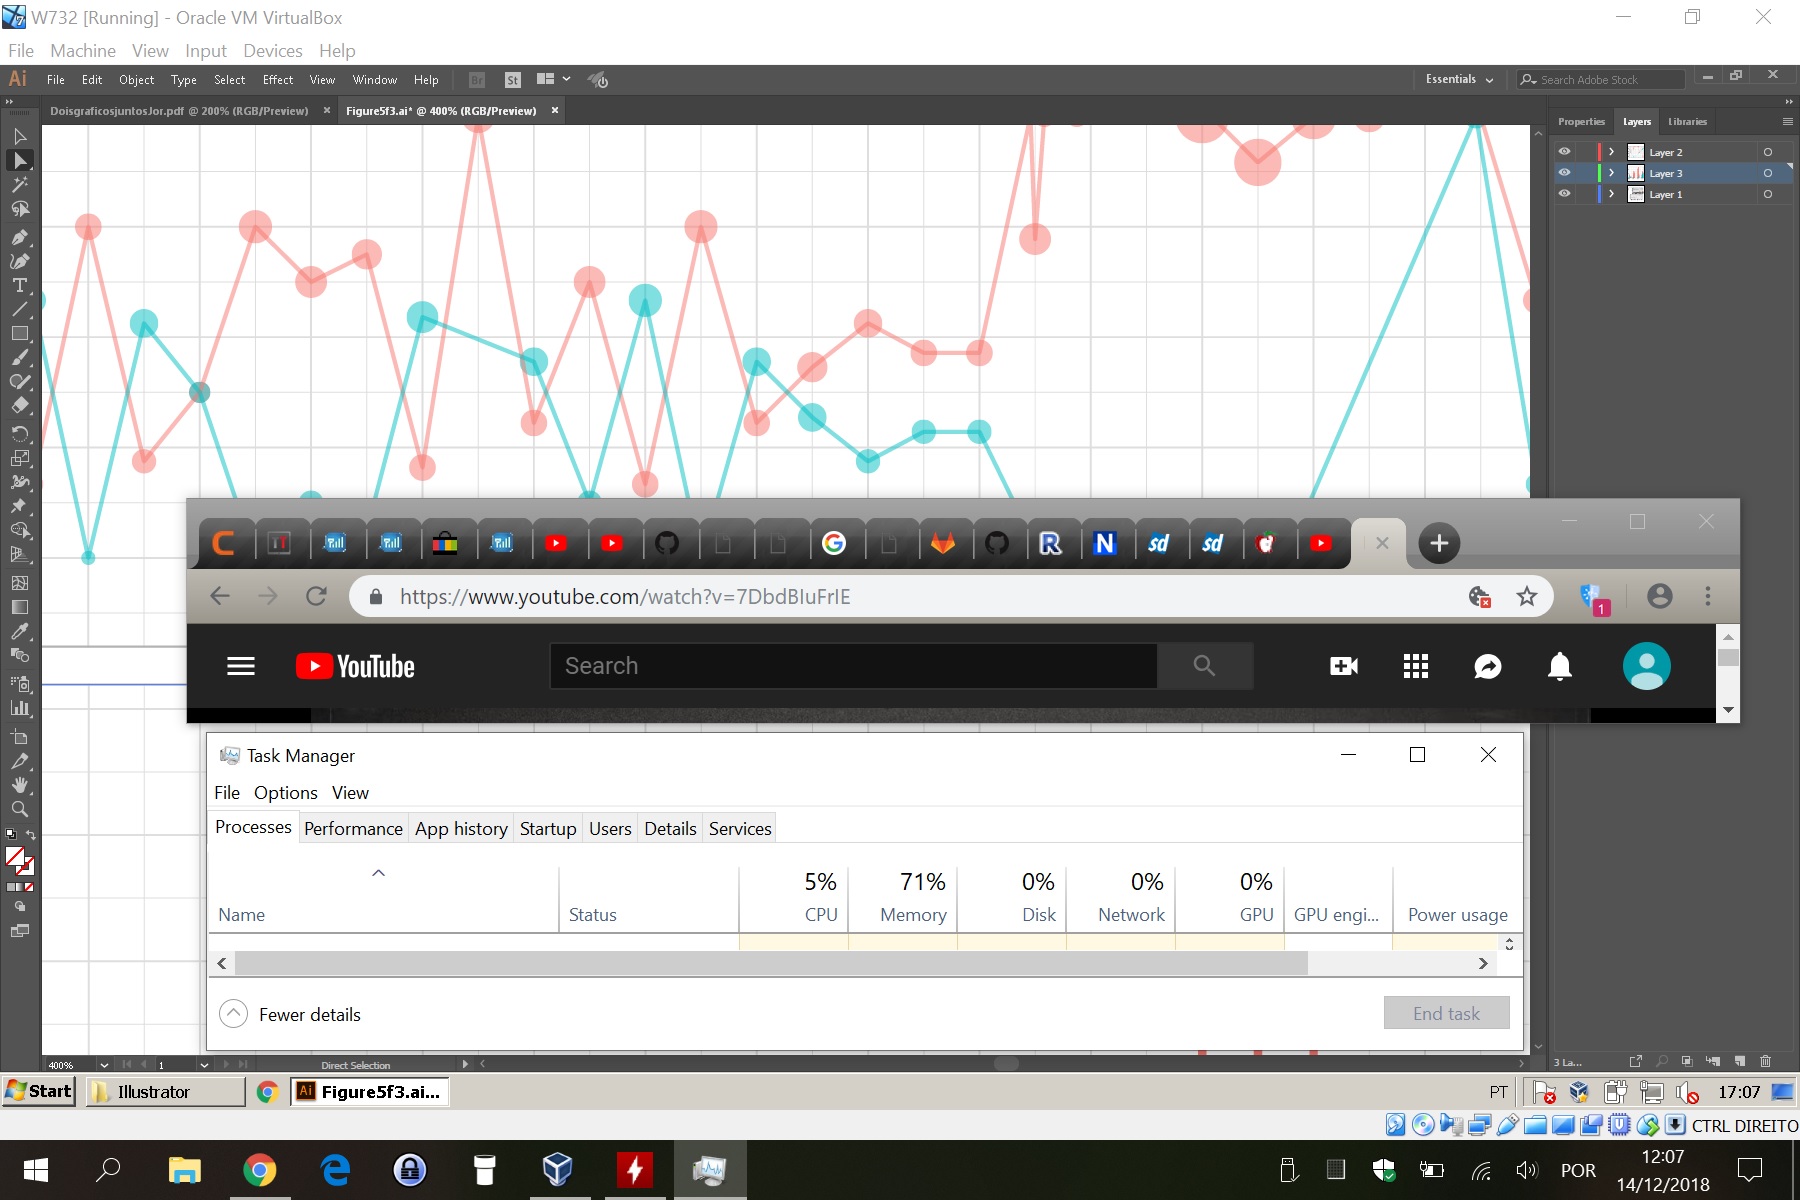 W732 [Running] - Oracle VM VirtualBox
File Machine View Input Devices Help
Ai File Edit Object Type Select Effect View Window Help Br St Essentials Search Adobe Stock
DoisgraficosjuntosJor.pdf @ 200% (RGB/Preview) × Figure5f3.ai* @ 400% (RGB/Preview) ×
Properties Layers Libraries
Layer 2
Layer 3
Layer 1
https://www.youtube.com/watch?v=7DbdBIuFrIE
1
YouTube
Search
Task Manager
File Options View
Processes Performance App history Startup Users Details Services
5% 71% 0% 0% 0%
Name Status CPU Memory Disk Network GPU GPU engi... Power usage
Fewer details
End task
400% 1 Direct Selection
3 La...
Start Illustrator Figure5f3.ai... PT 17:07
CTRL DIREITO
POR
12:07
14/12/2018